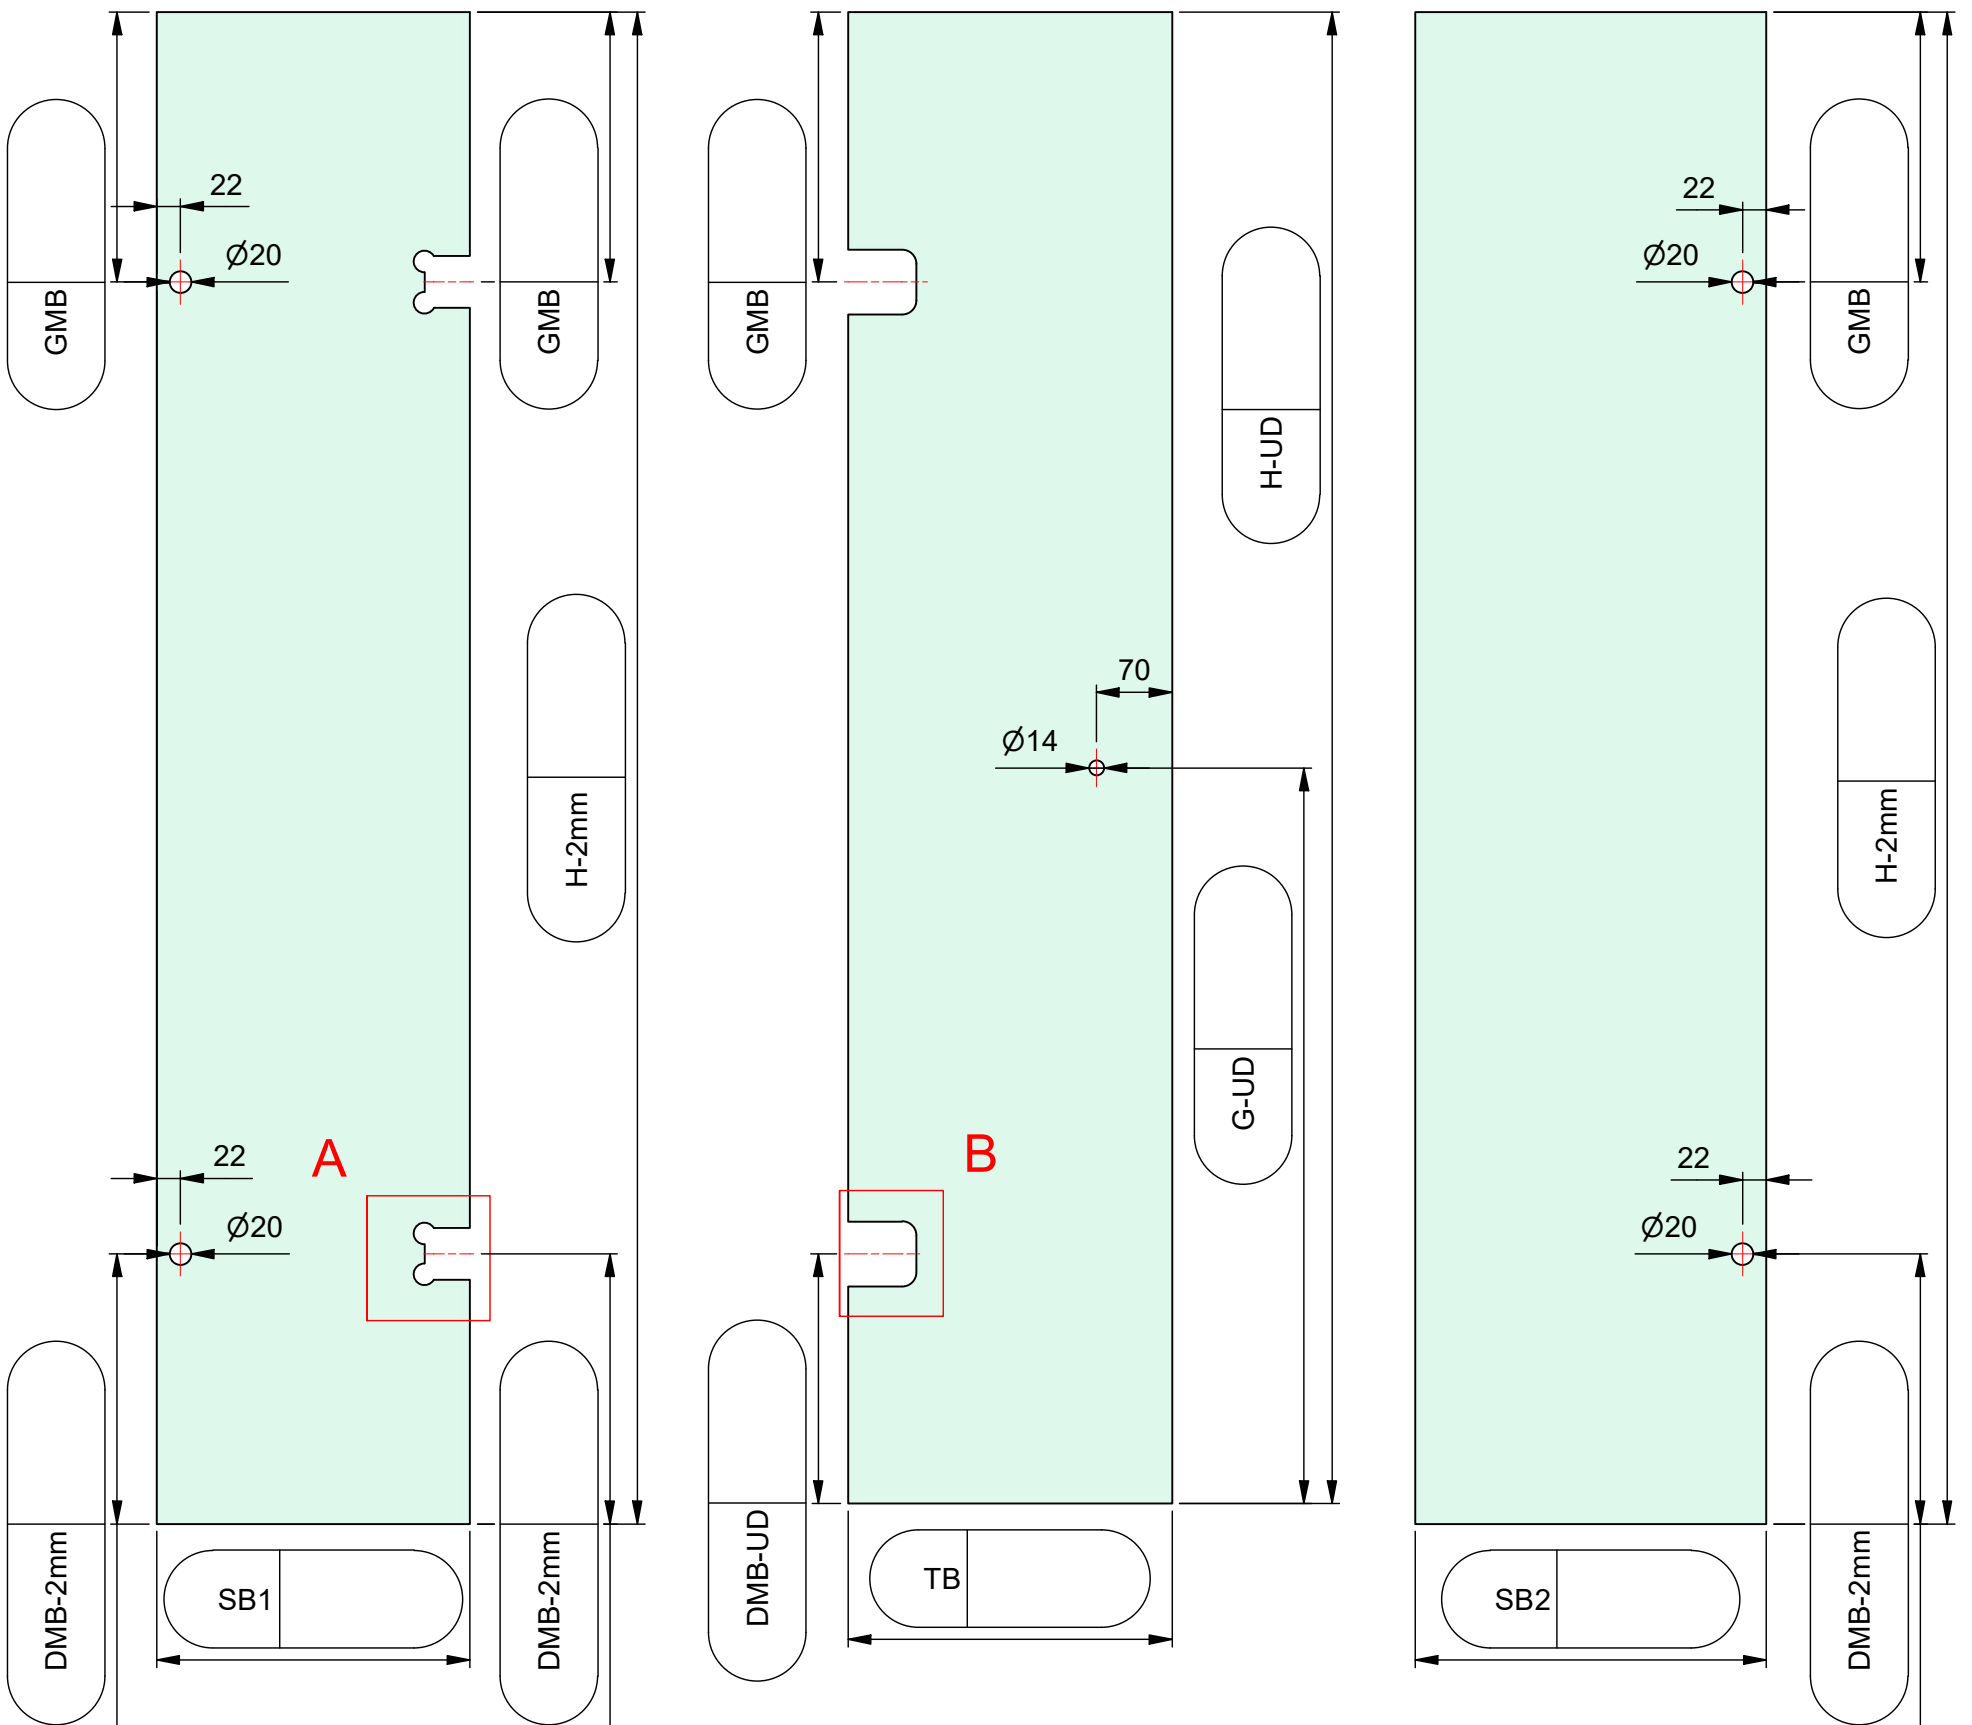 22
Ø20
GMB
GMB
H-2mm
22
Ø20
A
DMB-2mm
DMB-2mm
SB1
GMB
H-UD
70
Ø14
G-UD
B
DMB-UD
TB
22
Ø20
GMB
H-2mm
22
Ø20
DMB-2mm
SB2